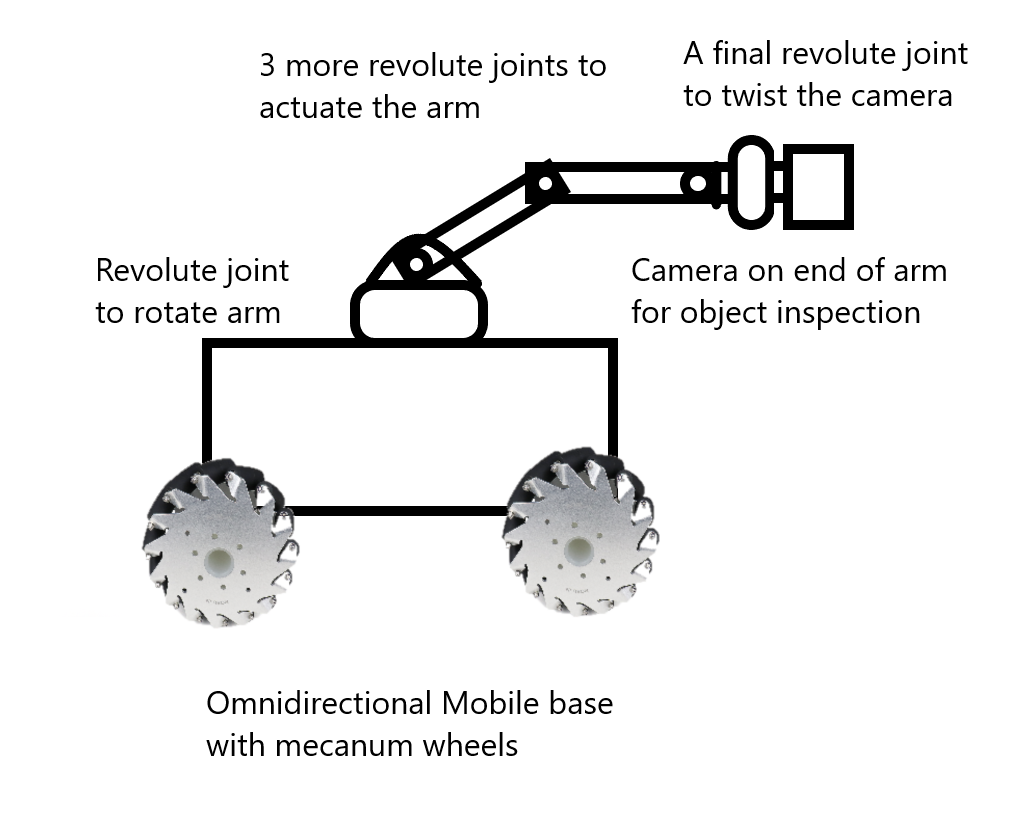 3 more revolute joints to
actuate the arm
A final revolute joint
to twist the camera
Revolute joint
to rotate arm
Camera on end of arm
for object inspection
Omnidirectional Mobile base
with mecanum wheels